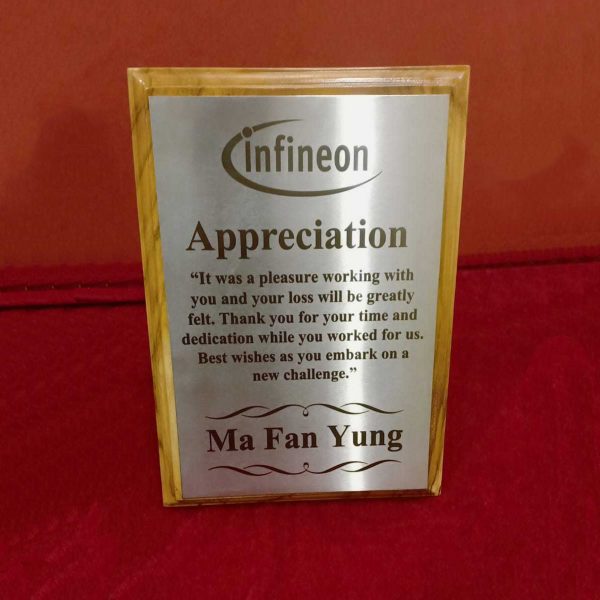 infineon
Appreciation
“It was a pleasure working with
you and your loss will be greatly
felt. Thank you for your time and
dedication while you worked for us.
Best wishes as you embark on a
new challenge.”
Ma Fan Yung